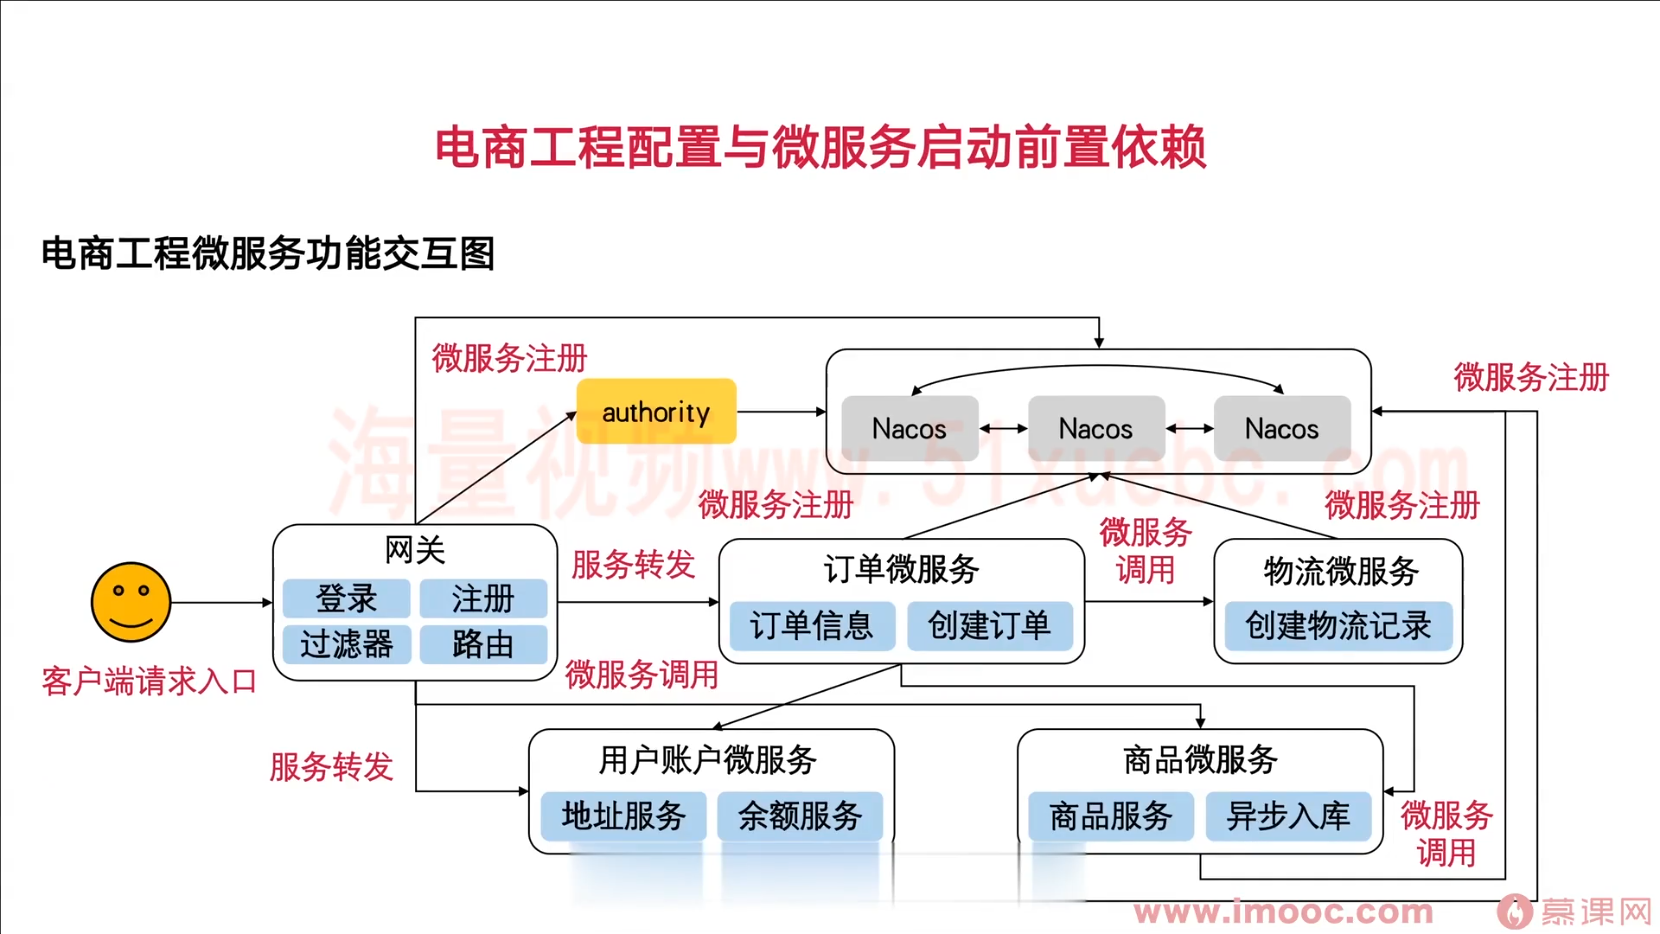 电商工程配置与微服务启动前置依赖
电商工程微服务功能交互图
微服务注册
authority
Nacos
Nacos
Nacos
微服务注册
海量视频www.51xuebc.com
微服务注册
微服务调用
微服务注册
网关
登录
注册
过滤器
路由
服务转发
订单微服务
订单信息
创建订单
物流微服务
创建物流记录
客户端请求入口
微服务调用
服务转发
用户账户微服务
地址服务
余额服务
商品微服务
商品服务
异步入库
微服务
调用
www.imooc.com
慕课网